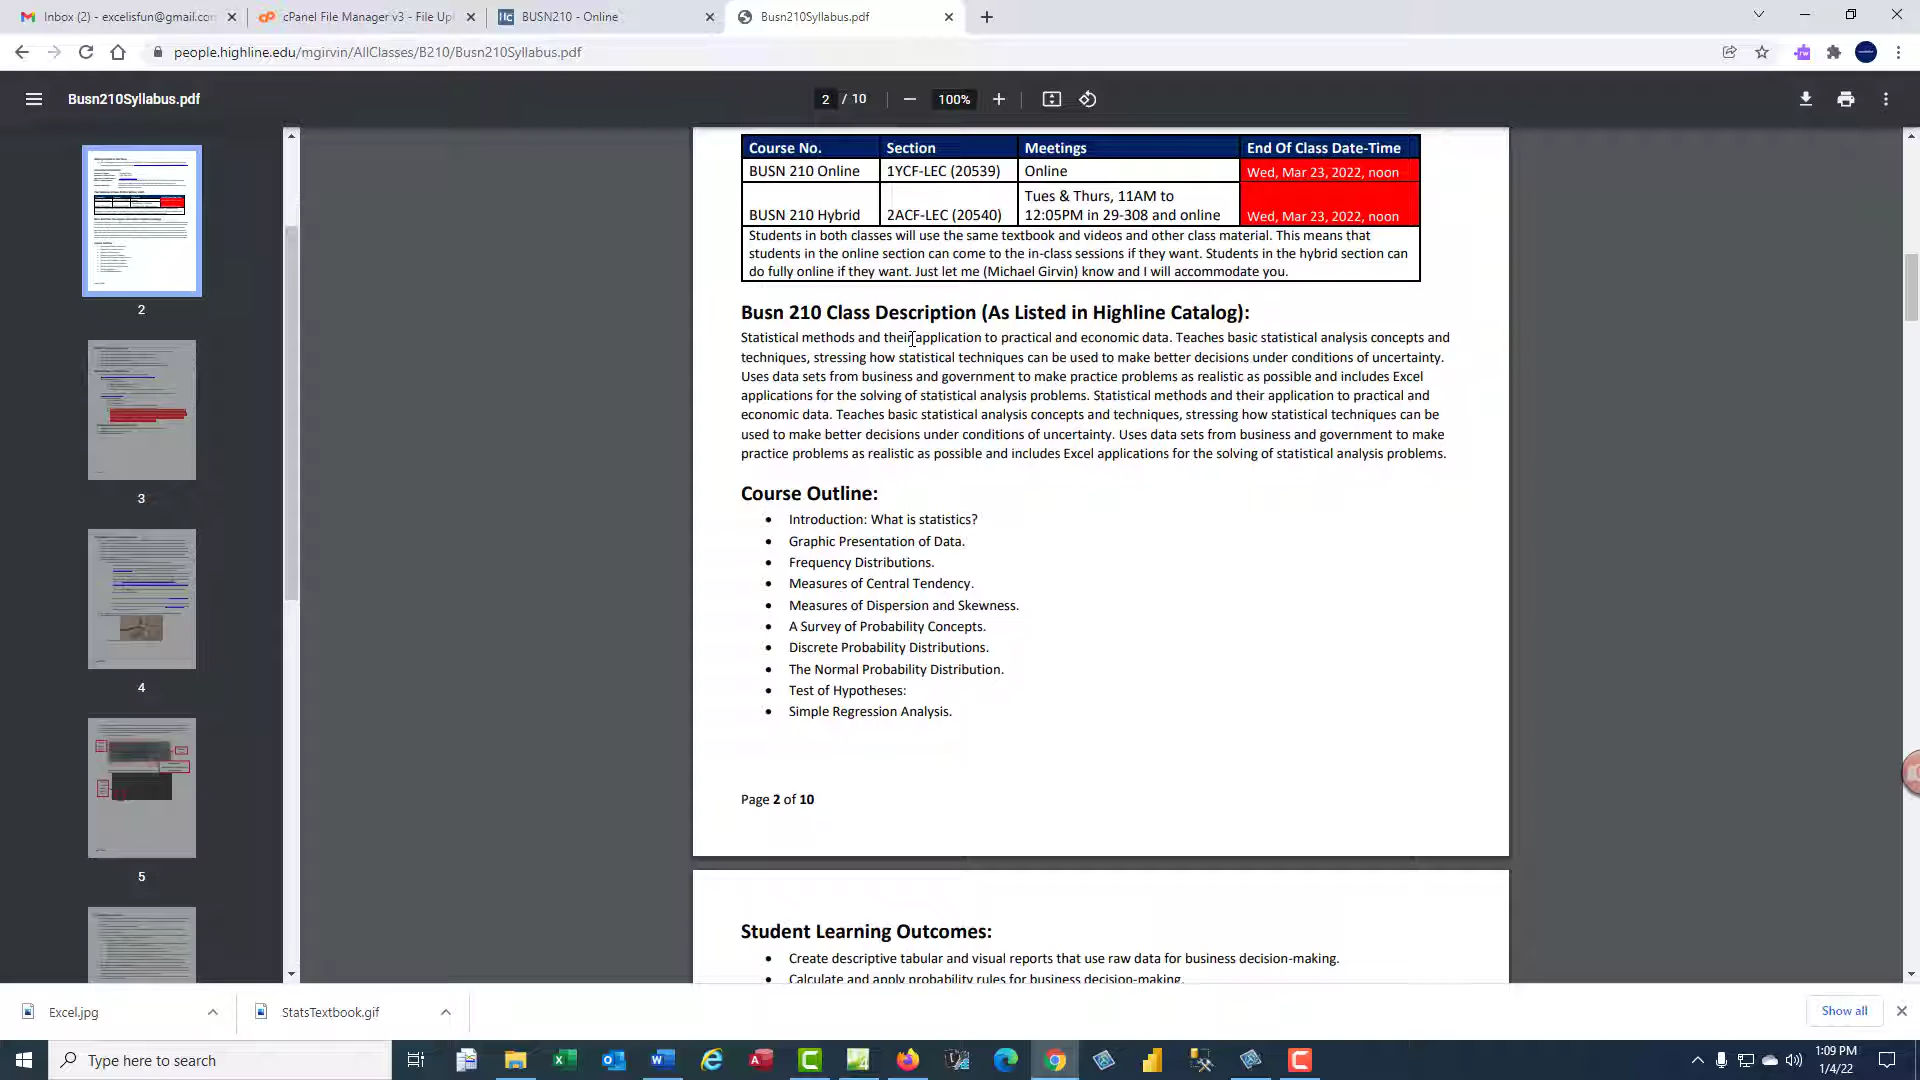 Inbox (2) - excelisfun@gmail.co
cPanel File Manager v3 - File Up
BUSN210 - Online
Busn210Syllabus.pdf
people.highline.edu/mgirvin/AllClasses/B210/Busn210Syllabus.pdf
Busn210Syllabus.pdf
2 / 10
100%
Course No. Section Meetings End Of Class Date-Time
BUSN 210 Online 1YCF-LEC (20539) Online Wed, Mar 23, 2022, noon
Tues & Thurs, 11AM to
BUSN 210 Hybrid 2ACF-LEC (20540) 12:05PM in 29-308 and online Wed, Mar 23, 2022, noon
Students in both classes will use the same textbook and videos and other class material. This means that
students in the online section can come to the in-class sessions if they want. Students in the hybrid section can
do fully online if they want. Just let me (Michael Girvin) know and I will accommodate you.
Busn 210 Class Description (As Listed in Highline Catalog):
Statistical methods and their application to practical and economic data. Teaches basic statistical analysis concepts and
techniques, stressing how statistical techniques can be used to make better decisions under conditions of uncertainty.
Uses data sets from business and government to make practice problems as realistic as possible and includes Excel
applications for the solving of statistical analysis problems. Statistical methods and their application to practical and
economic data. Teaches basic statistical analysis concepts and techniques, stressing how statistical techniques can be
used to make better decisions under conditions of uncertainty. Uses data sets from business and government to make
practice problems as realistic as possible and includes Excel applications for the solving of statistical analysis problems.
Course Outline:
• Introduction: What is statistics?
• Graphic Presentation of Data.
• Frequency Distributions.
• Measures of Central Tendency.
• Measures of Dispersion and Skewness.
• A Survey of Probability Concepts.
• Discrete Probability Distributions.
• The Normal Probability Distribution.
• Test of Hypotheses:
• Simple Regression Analysis.
Page 2 of 10
Student Learning Outcomes:
• Create descriptive tabular and visual reports that use raw data for business decision-making.
• Calculate and apply probability rules for business decision-making.
2
3
4
5
Excel.jpg
StatsTextbook.gif
Show all
Type here to search
1:09 PM
1/4/22